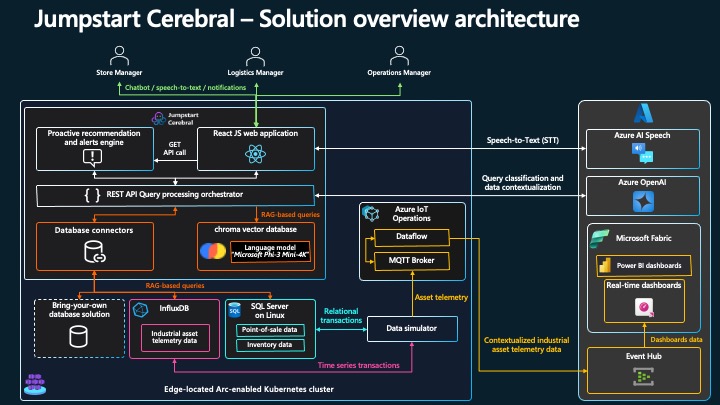 Jumpstart Cerebral – Solution overview architecture
Store Manager
Logistics Manager
Operations Manager
Chatbot / speech-to-text / notifications
Jumpstart
Cerebral
Proactive recommendation
and alerts engine
GET
API call
React JS web application
Speech-to-Text (STT)
Azure AI Speech
REST API Query processing orchestrator
Query classification and
data contextualization
Azure OpenAI
RAG-based queries
Database connectors
chroma vector database
Language model
"Microsoft Phi-3 Mini-4K"
Azure IoT
Operations
Dataflow
MQTT Broker
Microsoft Fabric
Power BI dashboards
Real-time dashboards
RAG-based queries
Asset telemetry
Bring-your-own
database solution
InfluxDB
Industrial asset
telemetry data
SQL Server
on Linux
Point-of-sale data
Inventory data
Relational
transactions
Data simulator
Contextualized industrial
asset telemetry data
Dashboards data
Event Hub
Time series transactions
Edge-located Arc-enabled Kubernetes cluster